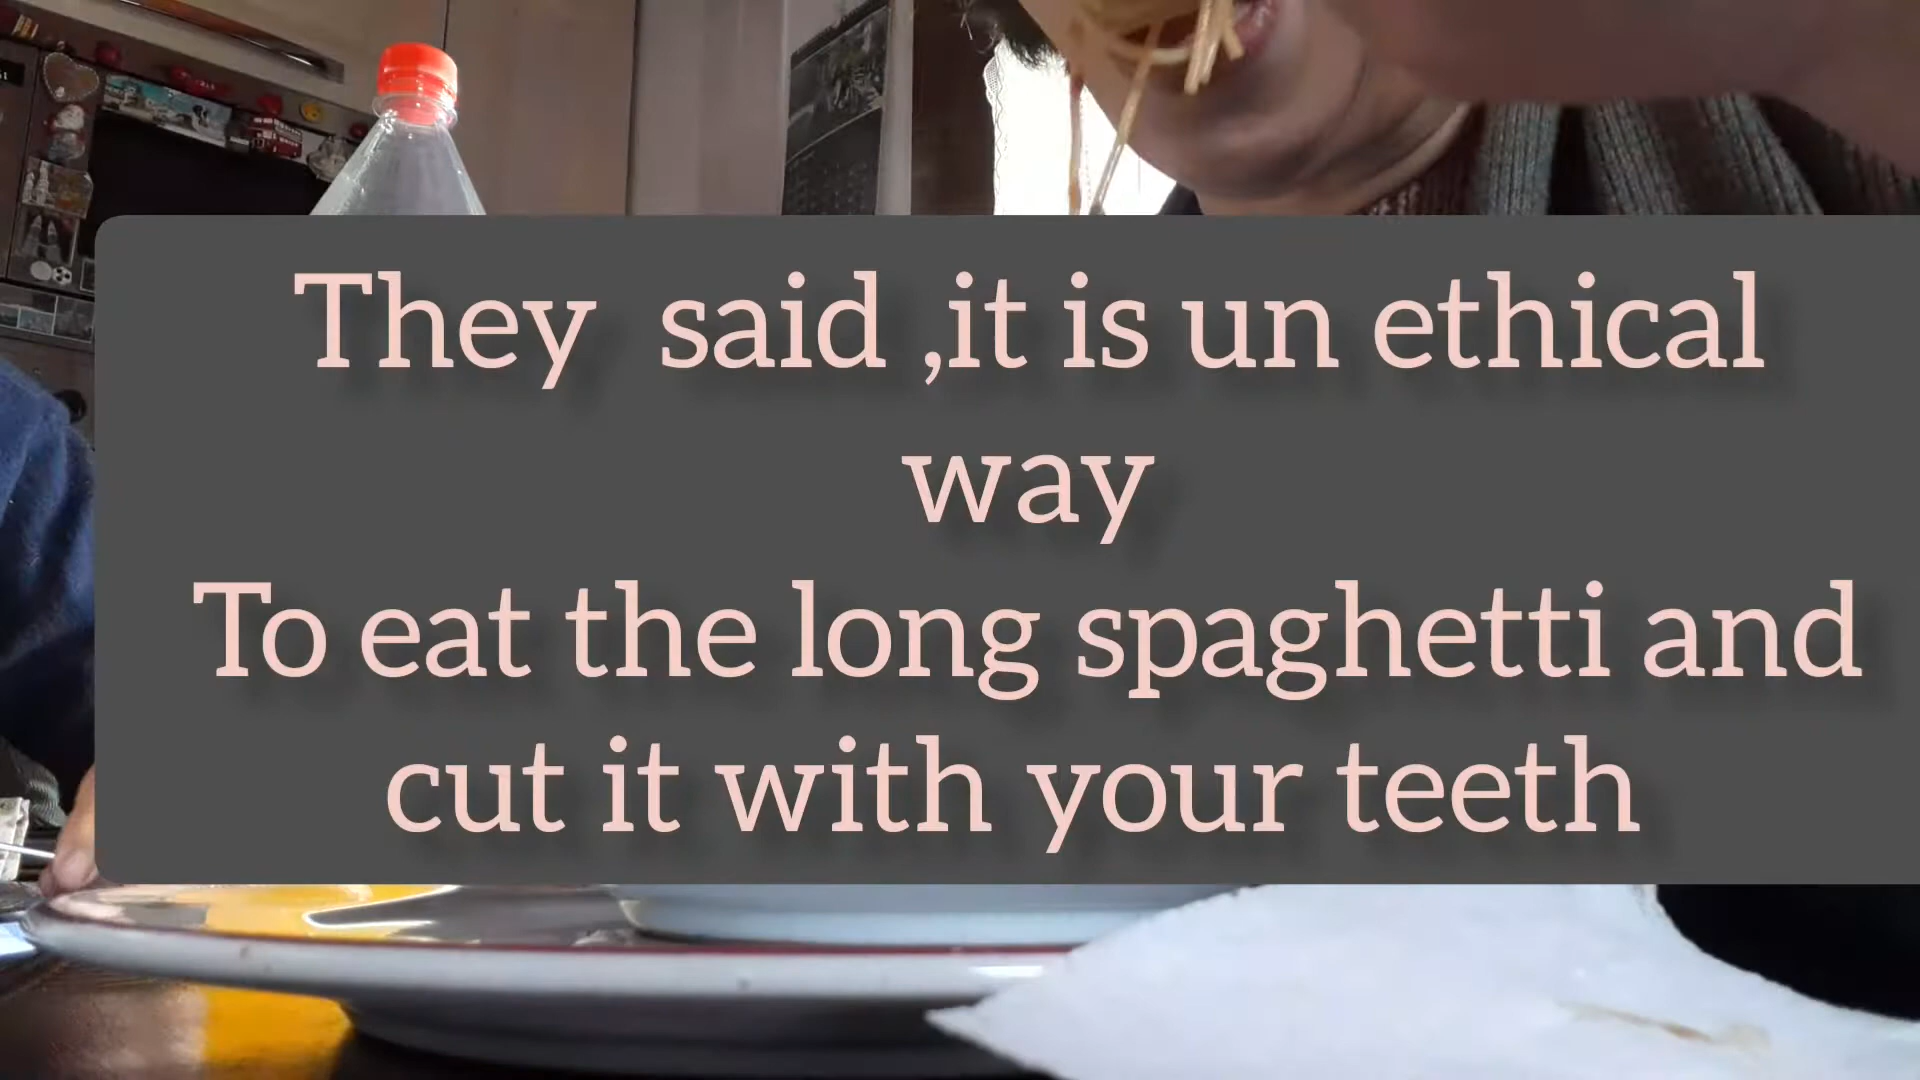 They said ,it is un ethical
way
To eat the long spaghetti and
cut it with your teeth